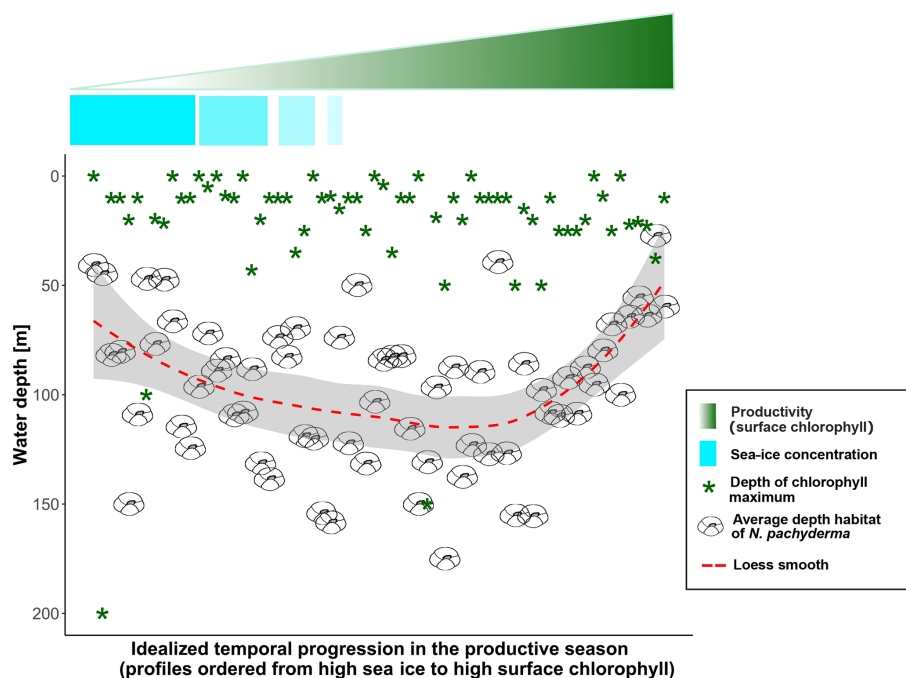 0
50
100
150
200
Water depth [m]
Idealized temporal progression in the productive season
(profiles ordered from high sea ice to high surface chlorophyll)
Productivity
(surface chlorophyll)
Sea-ice concentration
Depth of chlorophyll
maximum
Average depth habitat
of N. pachyderma
Loess smooth